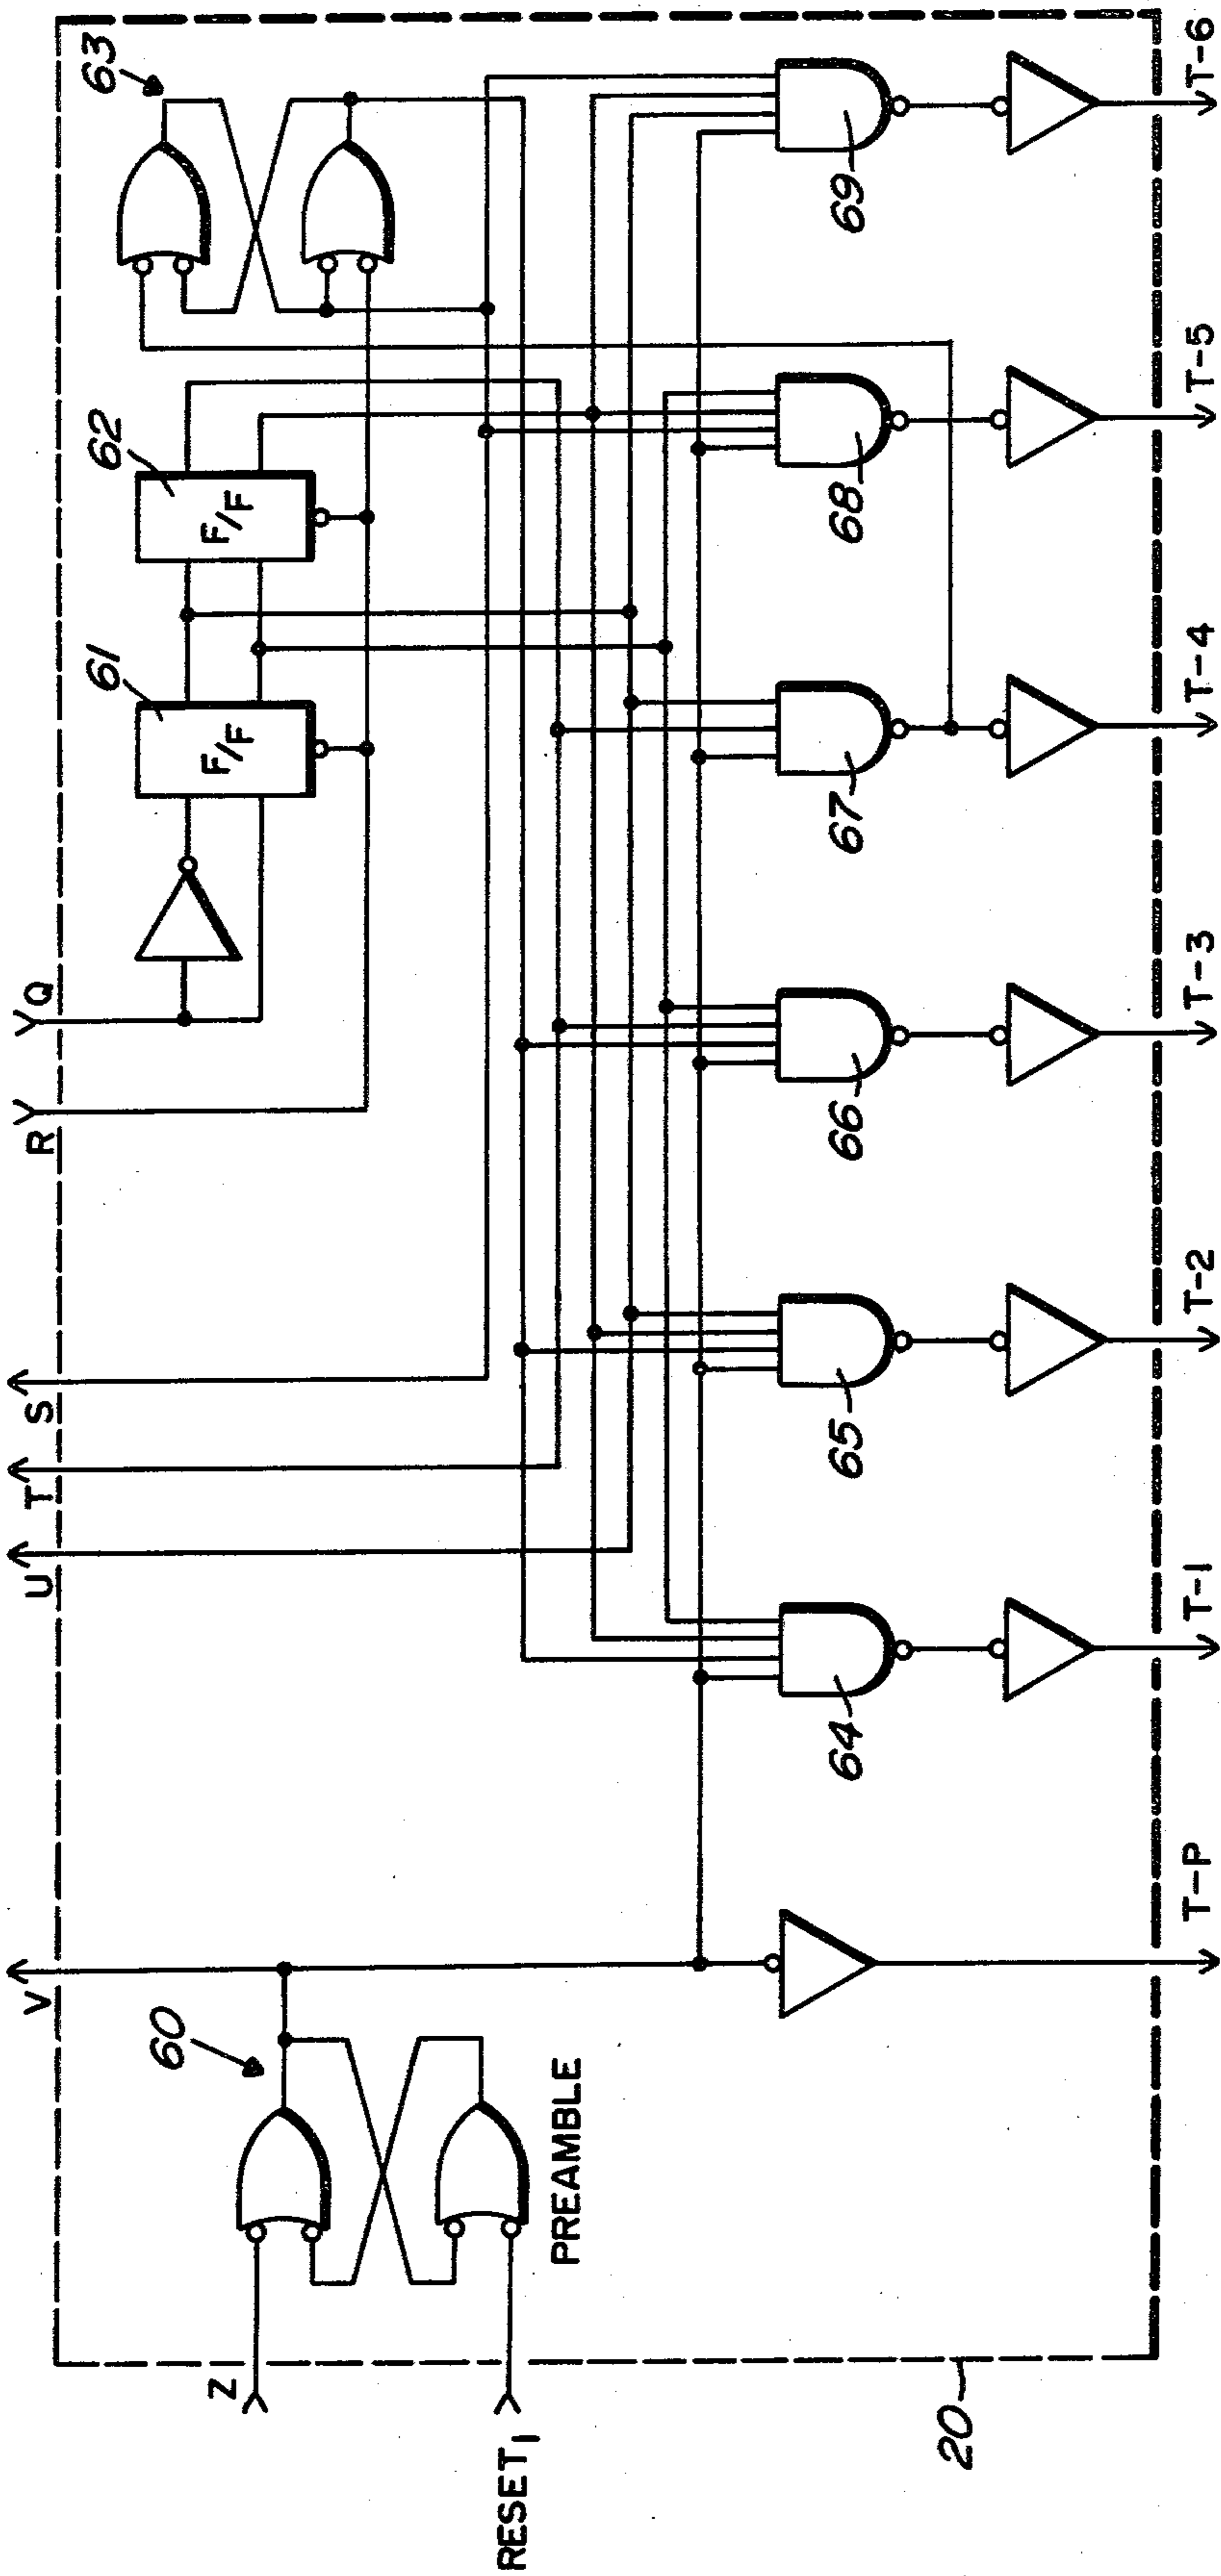 V
U
T
S
R
Q
60
61
62
63
F/F
F/F
Z
RESET1
PREAMBLE
64
65
66
67
68
69
20
T-P
T-1
T-2
T-3
T-4
T-5
T-6